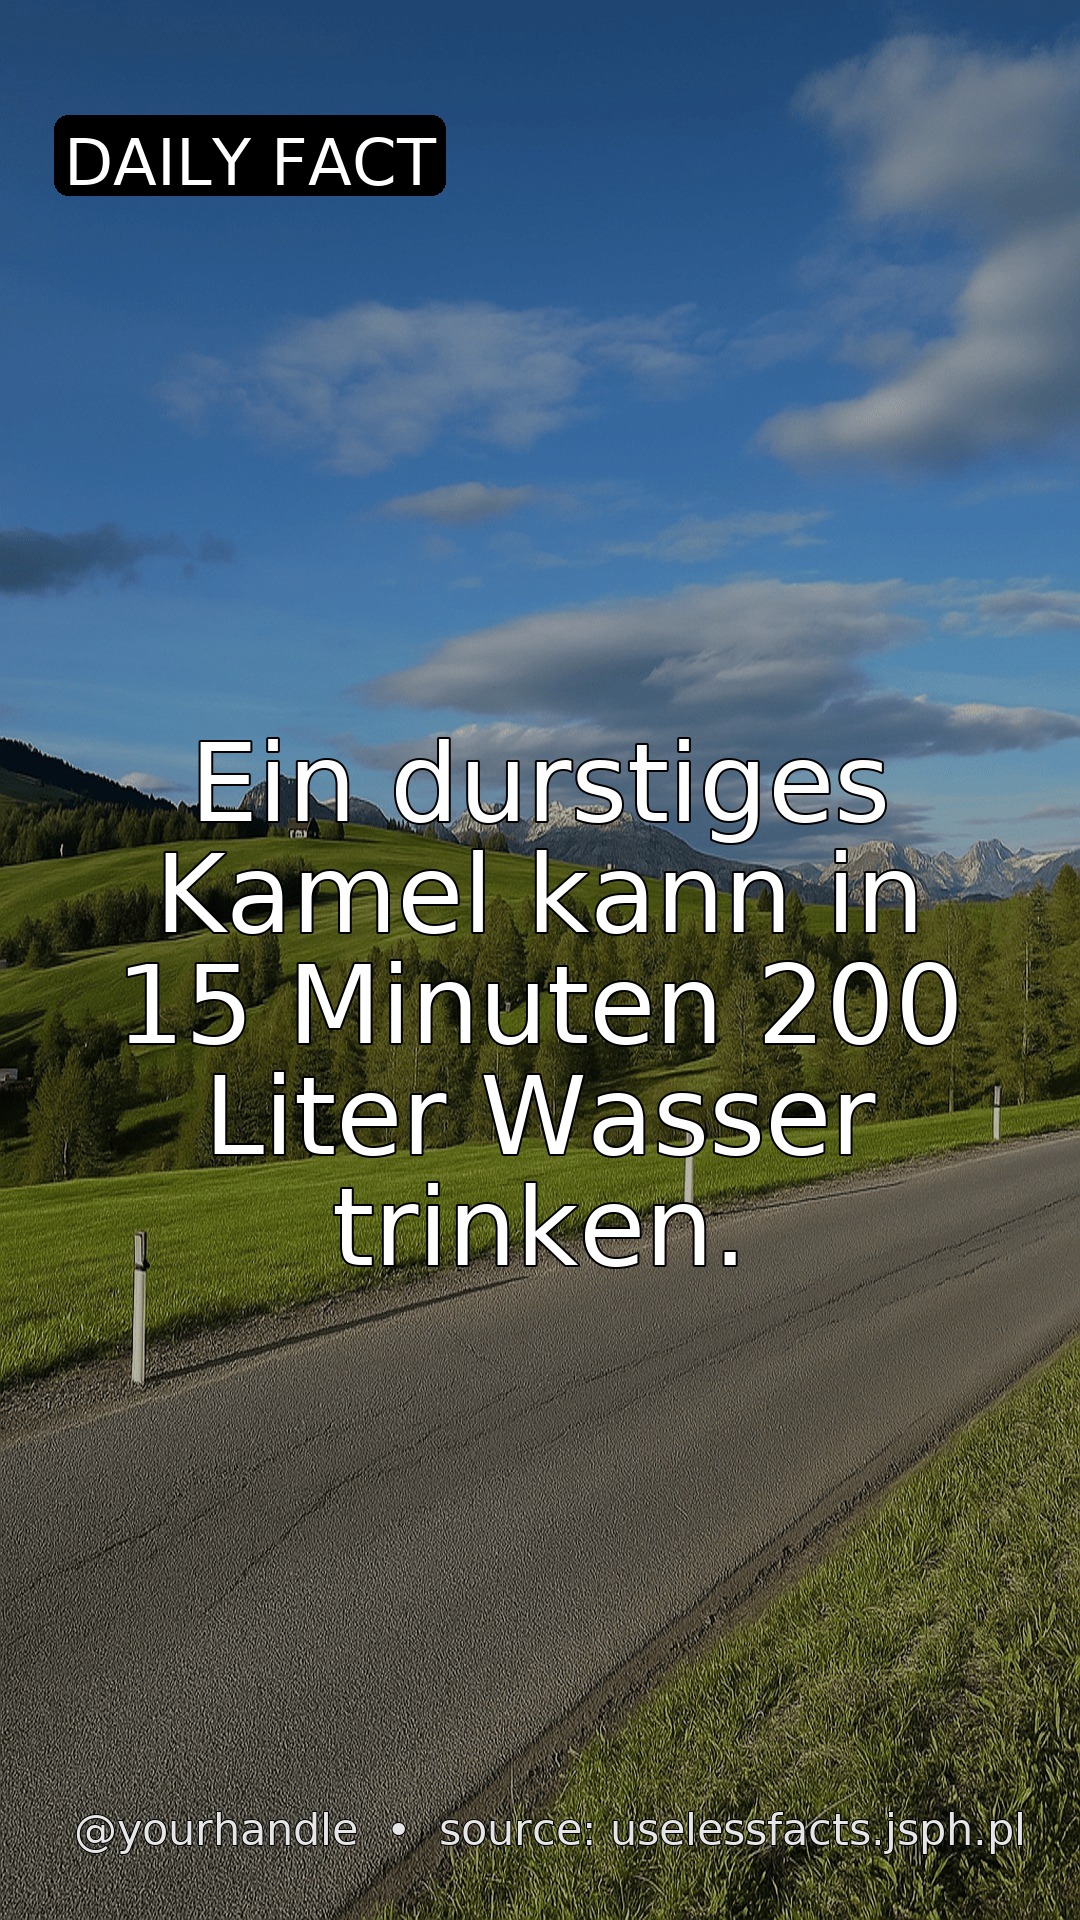 DAILY FACT
Ein durstiges
Kamel kann in
15 Minuten 200
Liter Wasser
trinken.
@yourhandle • source: uselessfacts.jsph.pl